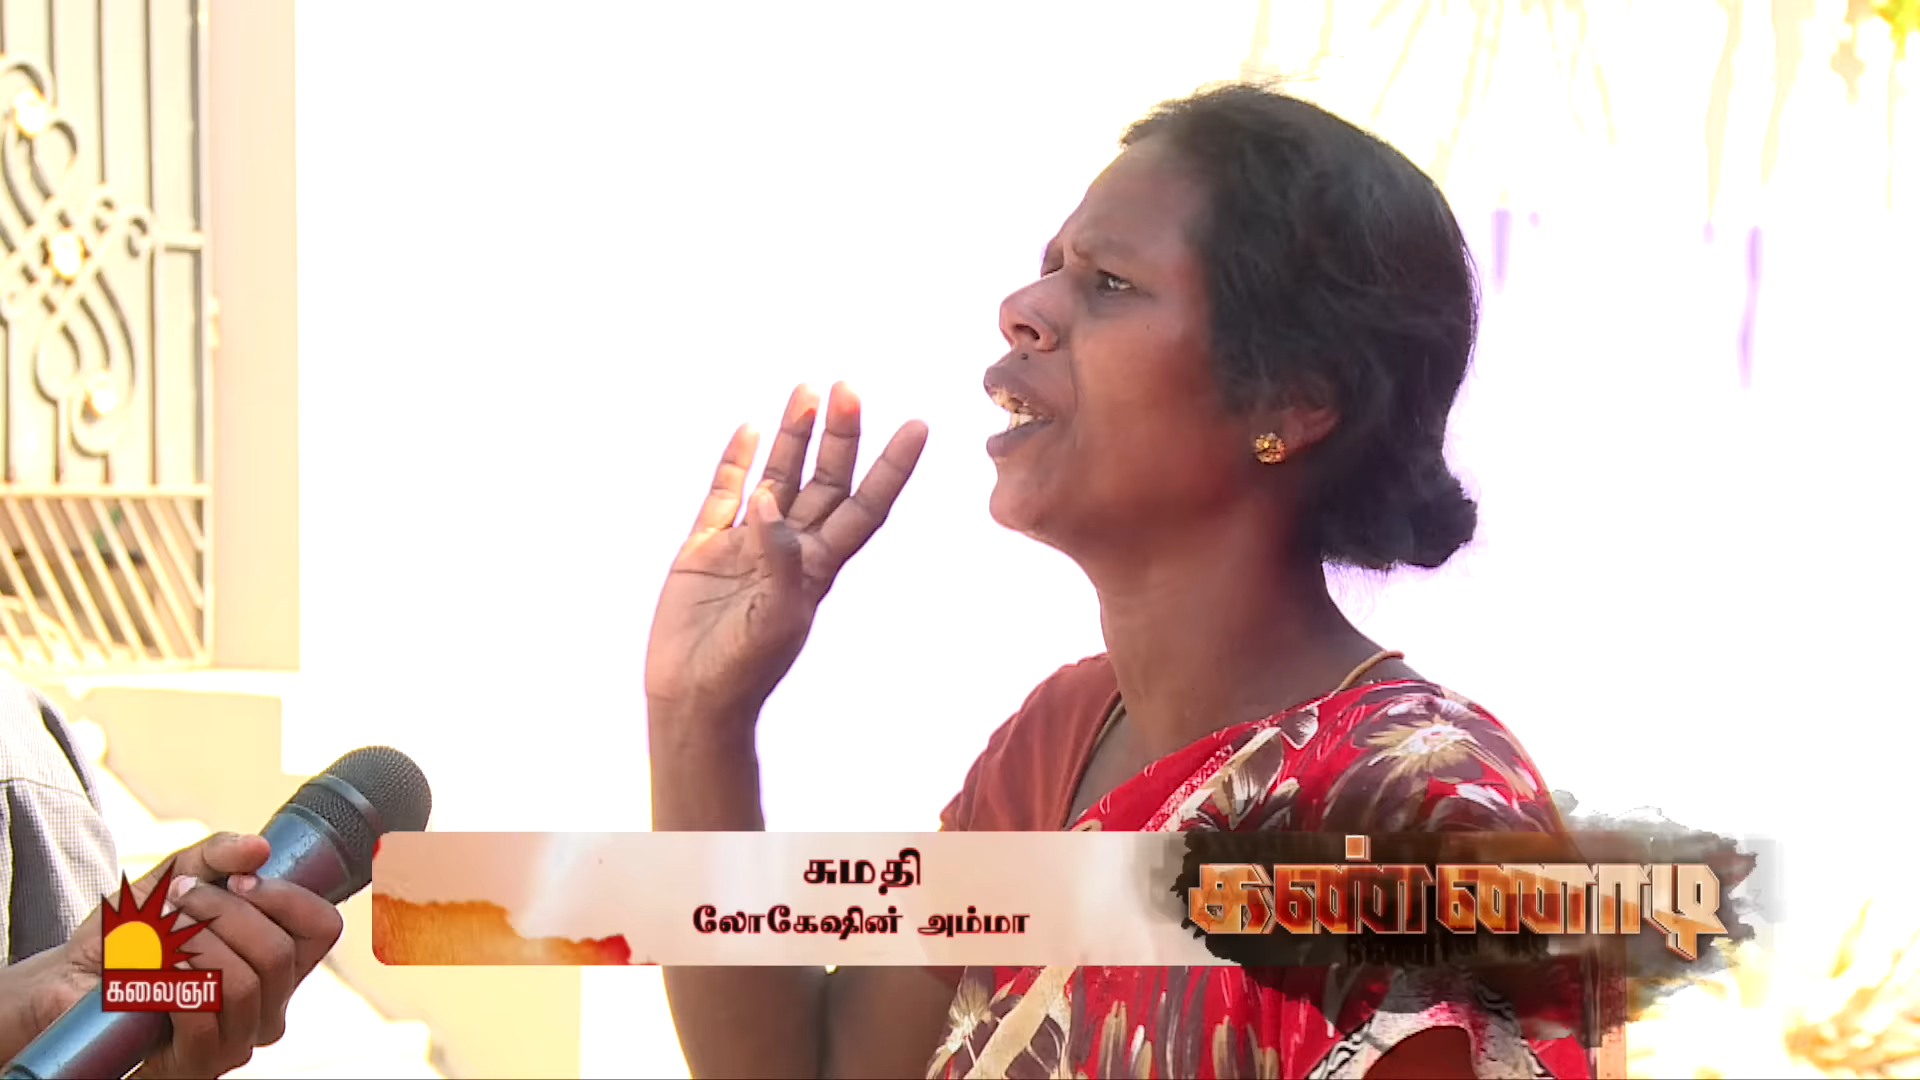 சுமதி
லோகேஷின் அம்மா
கண்ணாடி
கலைஞர்